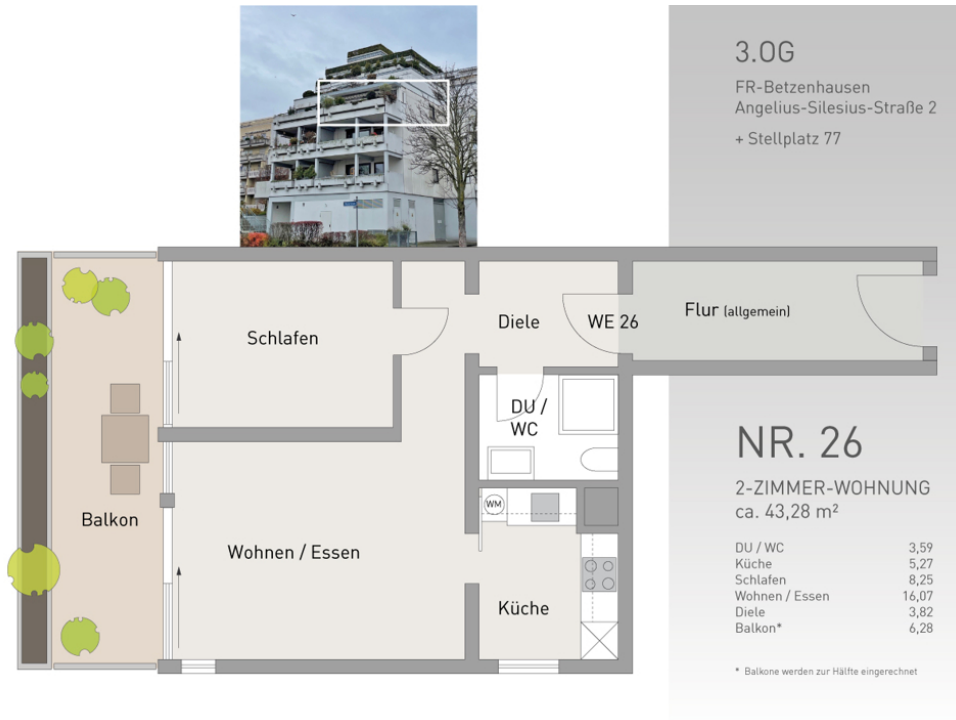 3.OG
FR-Betzenhausen
Angelius-Silesius-Straße 2
+ Stellplatz 77
Schlafen
Diele
WE 26
Flur (allgemein)
DU /
WC
WM
Balkon
Wohnen / Essen
Küche
NR. 26
2-ZIMMER-WOHNUNG
ca. 43,28 m²
DU / WC 3,59
Küche 5,27
Schlafen 8,25
Wohnen / Essen 16,07
Diele 3,82
Balkon* 6,28
* Balkone werden zur Hälfte eingerechnet